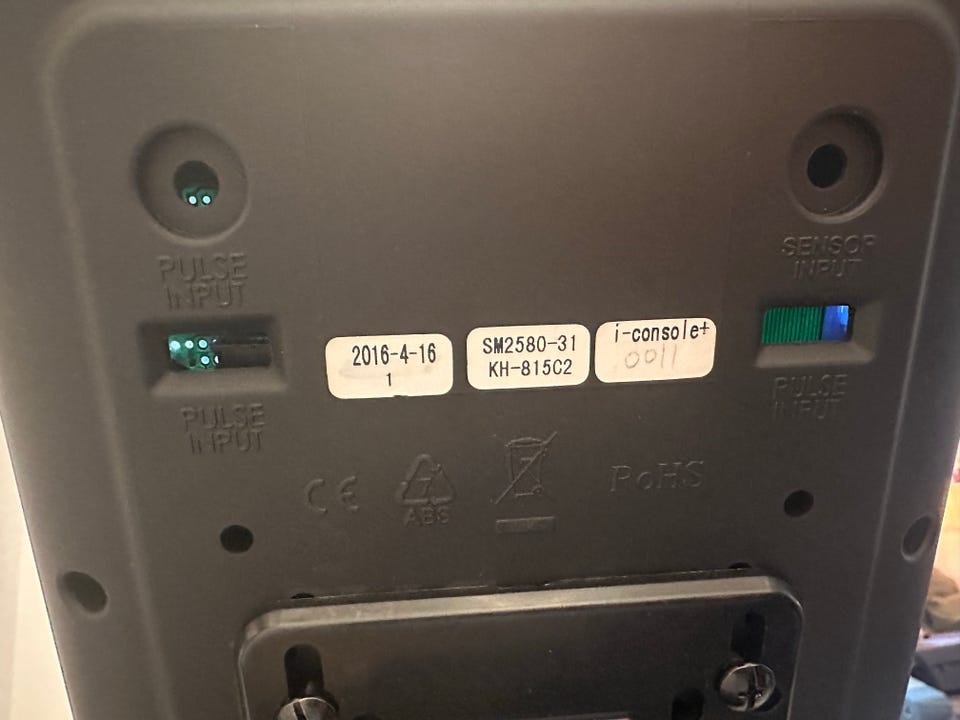 PULSE
INPUT
SENSOR
INPUT
2016-4-16
1
SM2580-31
KH-815C2
i-console+
0011
PULSE
INPUT
PULSE
INPUT
CE
7
ABS
RoHS